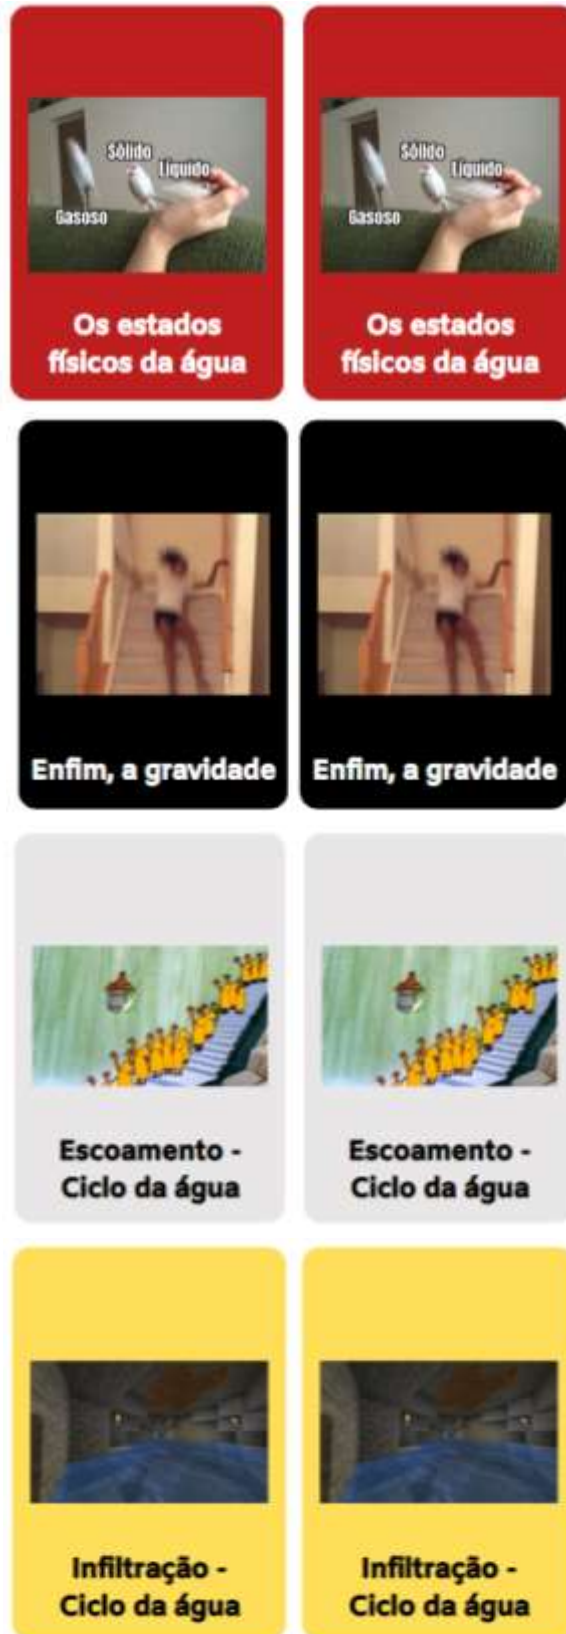 Sólido
Líquido
Gasoso
Os estados
físicos da água
Sólido
Líquido
Gasoso
Os estados
físicos da água
Enfim, a gravidade
Enfim, a gravidade
Escoamento -
Ciclo da água
Escoamento -
Ciclo da água
Infiltração -
Ciclo da água
Infiltração -
Ciclo da água